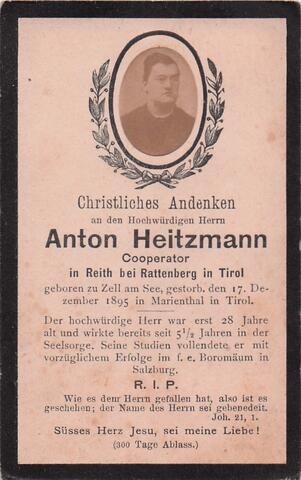 Christliches Andenken
an den Hochwürdigen Herrn
Anton Heitzmann
Cooperator
in Reith bei Rattenberg in Tirol
geboren zu Zell am See, gestorb. den 17. De-
zember 1895 in Marienthal in Tirol.
Der hochwürdige Herr war erst 28 Jahre
alt und wirkte bereits seit 5½ Jahren in der
Seelsorge. Seine Studien vollendete er mit
vorzüglichem Erfolge im f. e. Boromäum in
Salzburg.
R. I. P.
Wie es dem Herrn gefallen hat, also ist es
geschehen; der Name des Herrn sei gebenedeit.
Joh. 21, 1.
Süsses Herz Jesu, sei meine Liebe!
(300 Tage Ablass.)